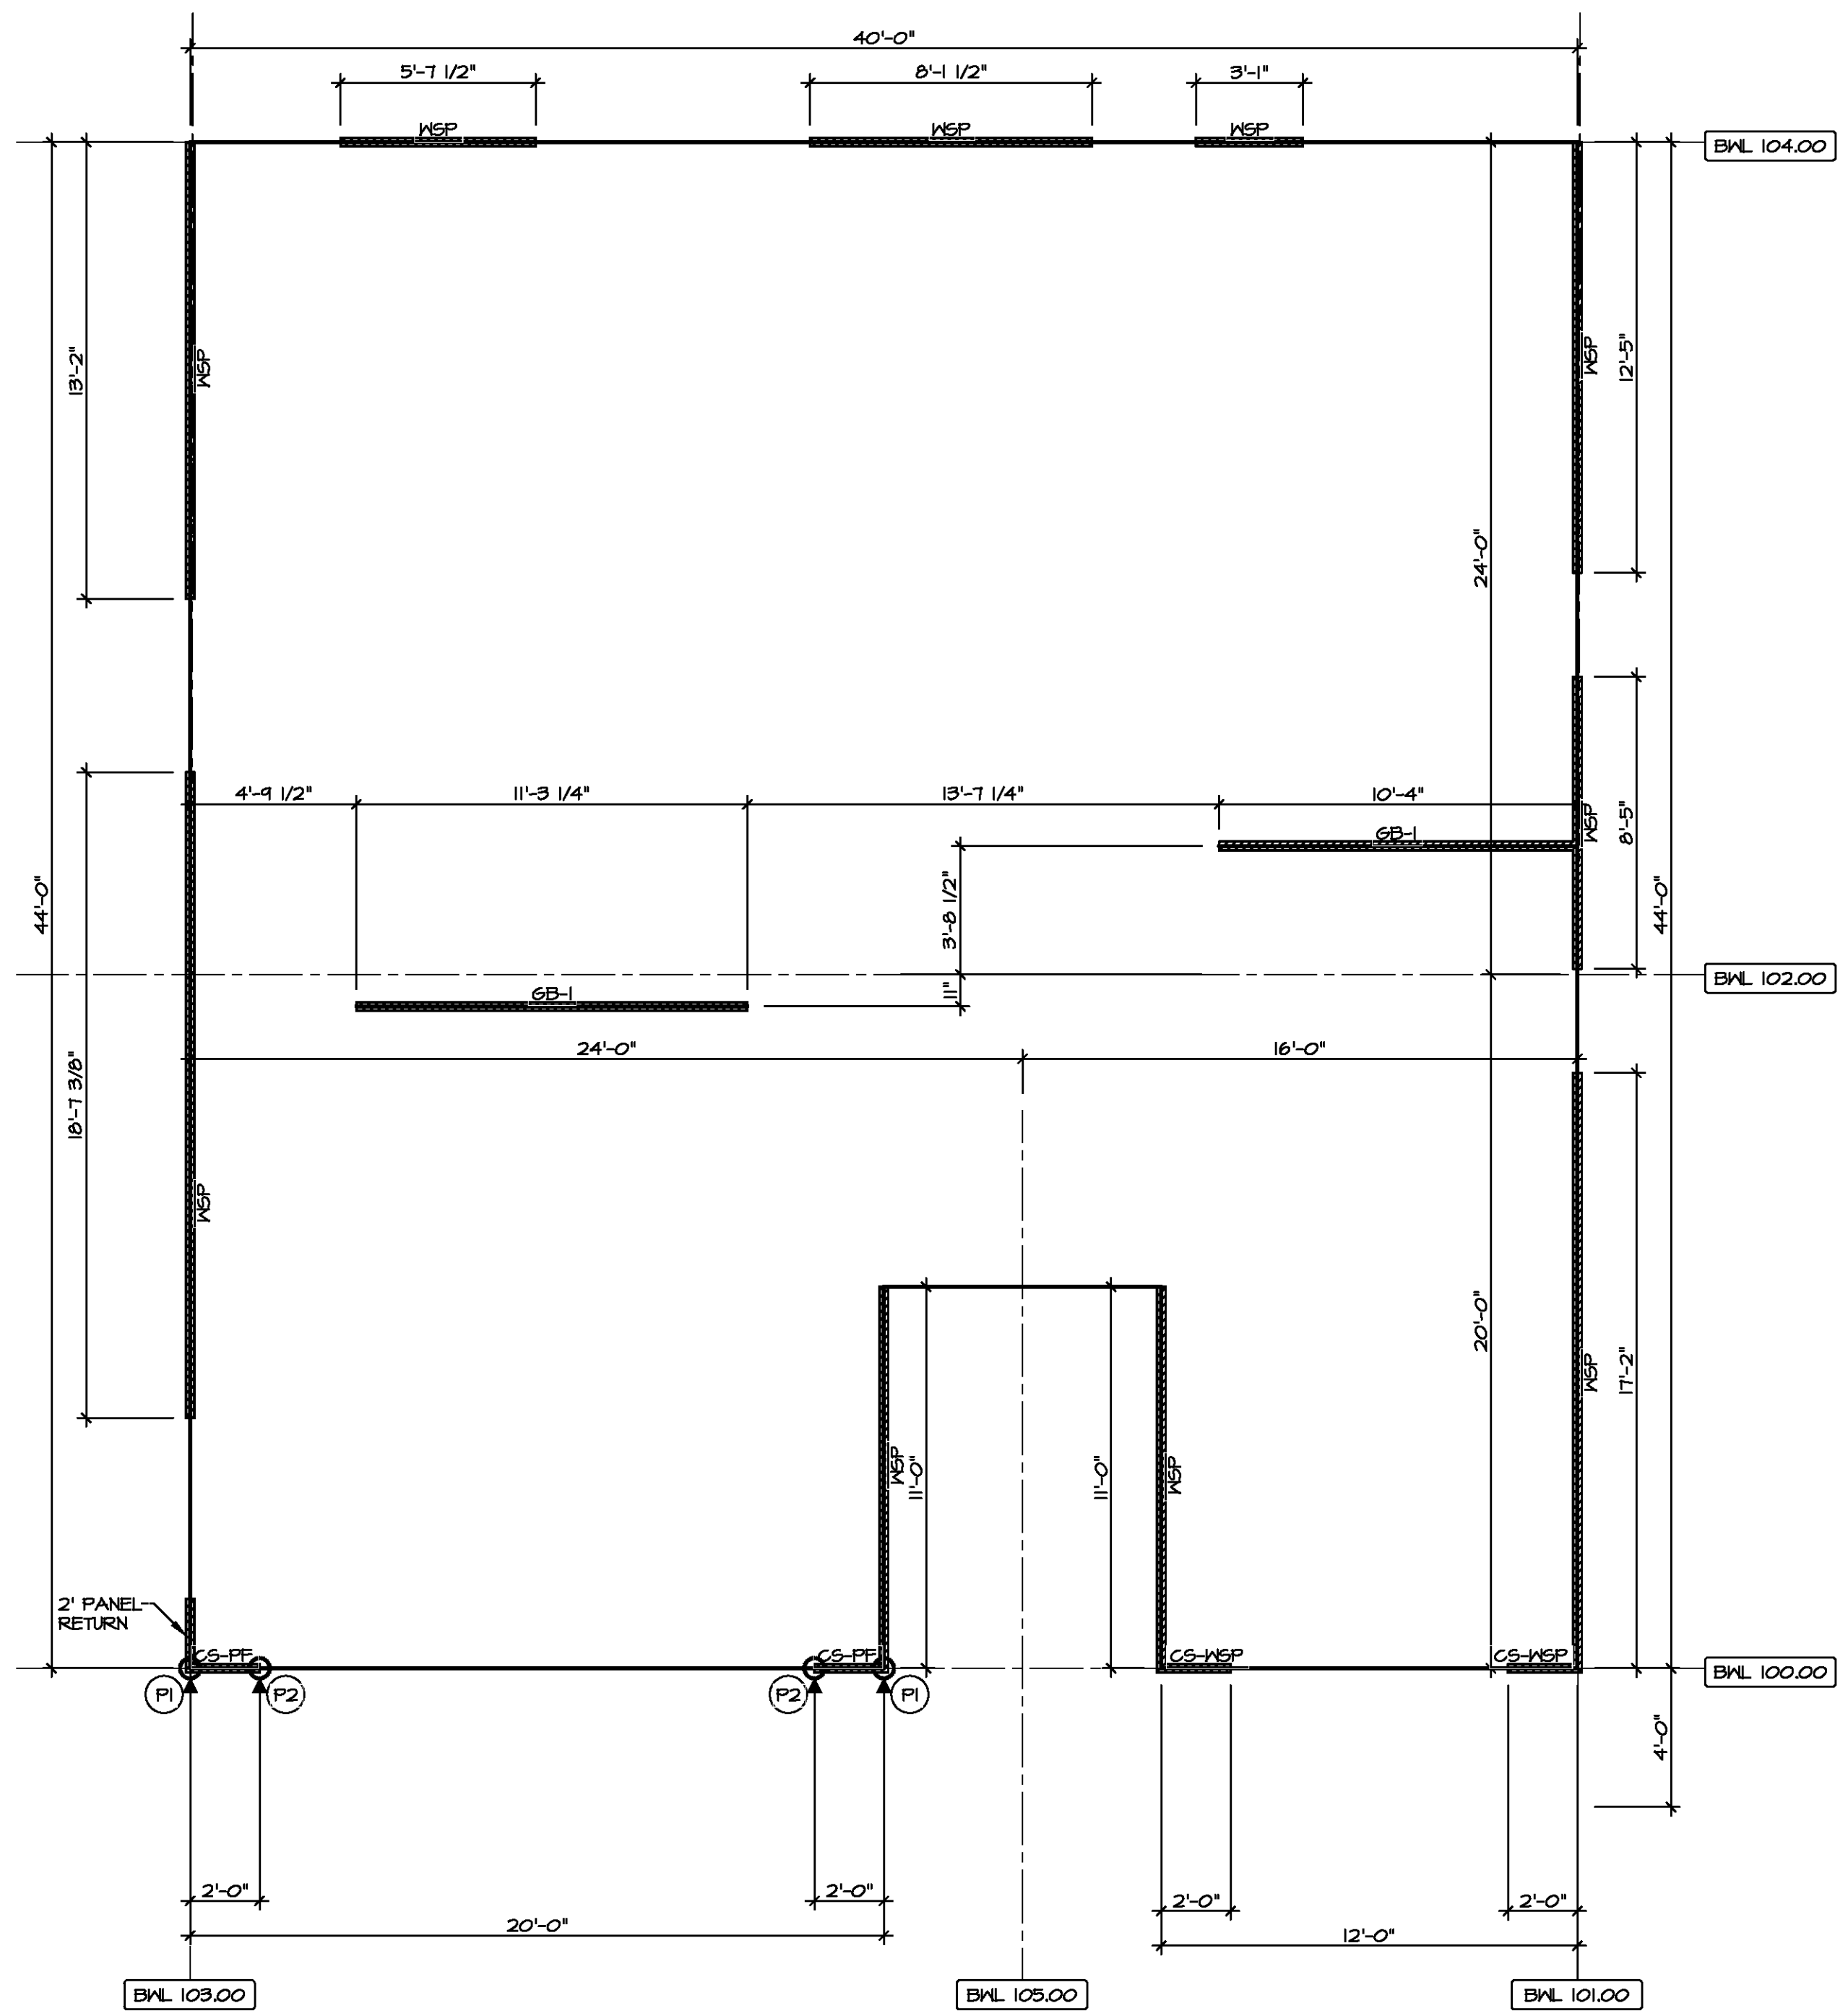 40'-0"
5'-7 1/2"
8'-1 1/2"
3'-1"
WSP
WSP
WSP
BWL 104.00
13'-2"
WSP
WSP
12'-5"
24'-0"
4'-9 1/2"
11'-3 1/4"
13'-7 1/4"
10'-4"
GB-1
WSP
8'-5"
44'-0"
3'-8 1/2"
44'-0"
BWL 102.00
GB-1
11"
24'-0"
16'-0"
18'-7 3/8"
WSP
20'-0"
WSP
17'-2"
WSP
11'-0"
11'-0"
WSP
2' PANEL
RETURN
CS-PF
CS-PF
CS-WSP
CS-WSP
BWL 100.00
P1
P2
P2
P1
4'-0"
2'-0"
2'-0"
2'-0"
2'-0"
20'-0"
12'-0"
BWL 103.00
BWL 105.00
BWL 101.00